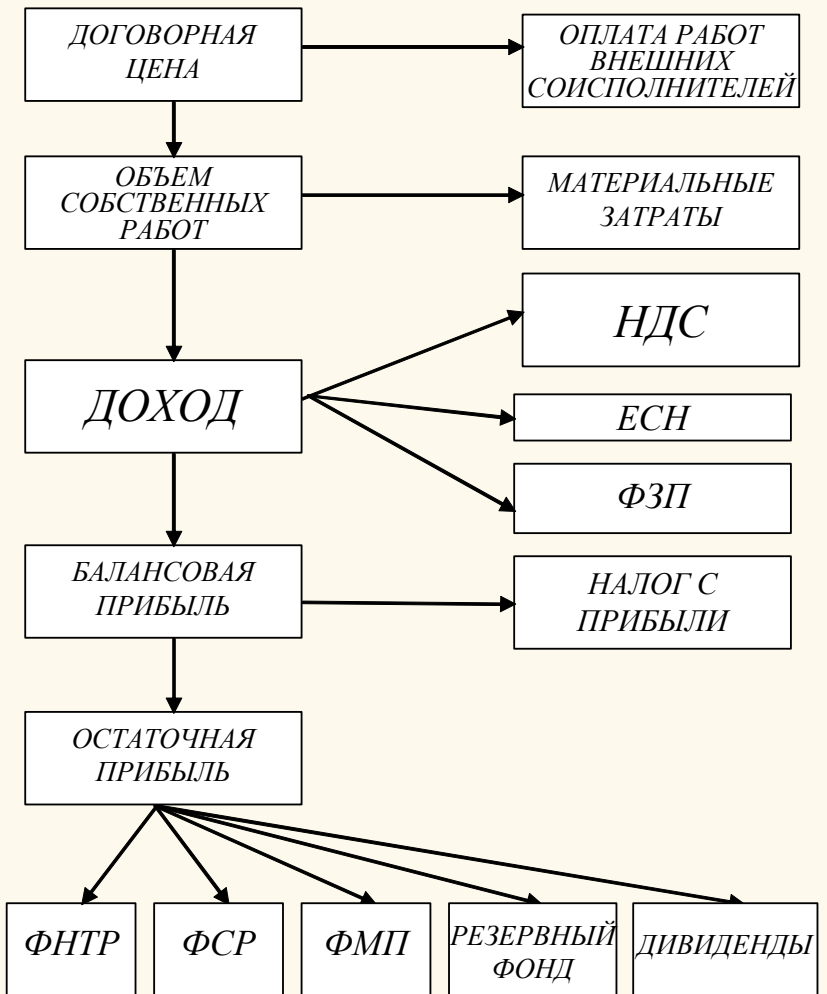 ДОГОВОРНАЯ
ЦЕНА
ОПЛАТА РАБОТ
ВНЕШНИХ
СОИСПОЛНИТЕЛЕЙ
ОБЪЕМ
СОБСТВЕННЫХ
РАБОТ
МАТЕРИАЛЬНЫЕ
ЗАТРАТЫ
НДС
ДОХОД
ЕСН
ФЗП
БАЛАНСОВАЯ
ПРИБЫЛЬ
НАЛОГ С
ПРИБЫЛИ
ОСТАТОЧНАЯ
ПРИБЫЛЬ
ФНТР
ФСР
ФМП
РЕЗЕРВНЫЙ
ФОНД
ДИВИДЕНДЫ